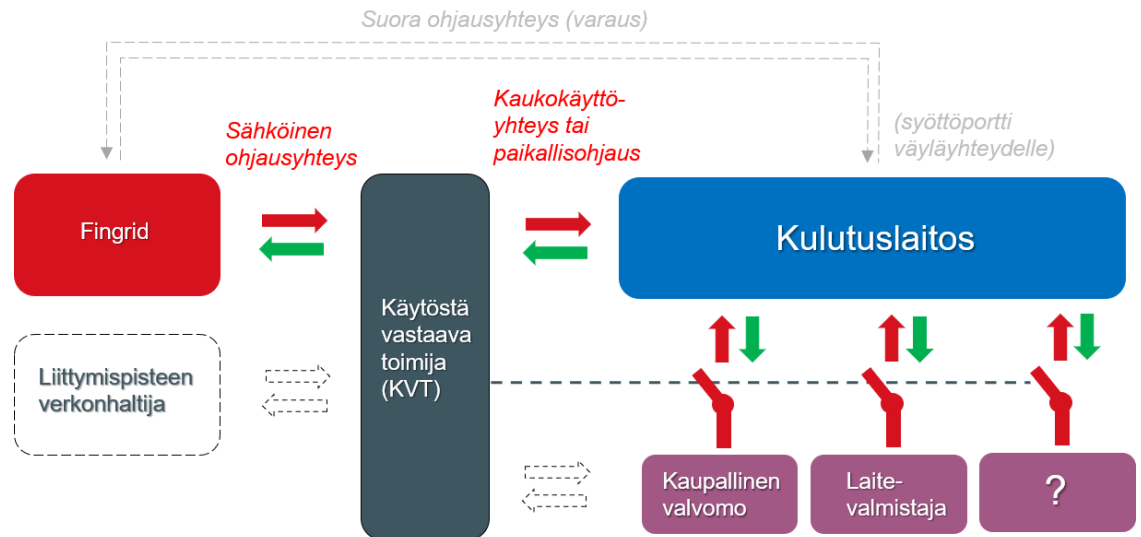 Suora ohjausyhteys (varaus)
Sähköinen
ohjausyhteys
Kaukokäyttö-
yhteys tai
paikallisohjaus
(syöttöportti
väyläyhteydelle)
Fingrid
Käytöstä
vastaava
toimija
(KVT)
Kulutuslaitos
Liittymispisteen
verkonhaltija
Kaupallinen
valvomo
Laite-
valmistaja
?